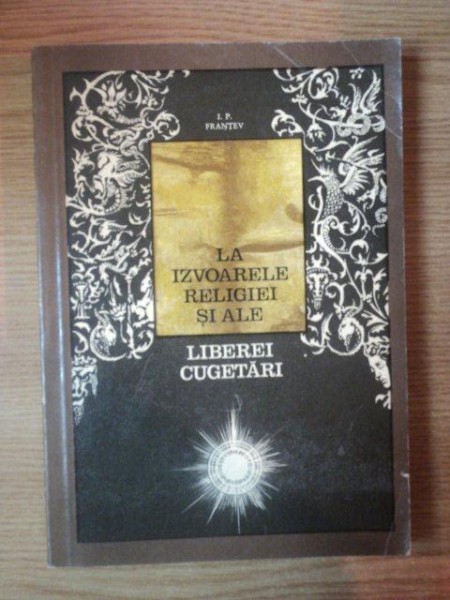 I. P.
FRANȚEV
LA
IZVOARELE
RELIGIEI
ȘI ALE
LIBEREI
CUGETĂRI